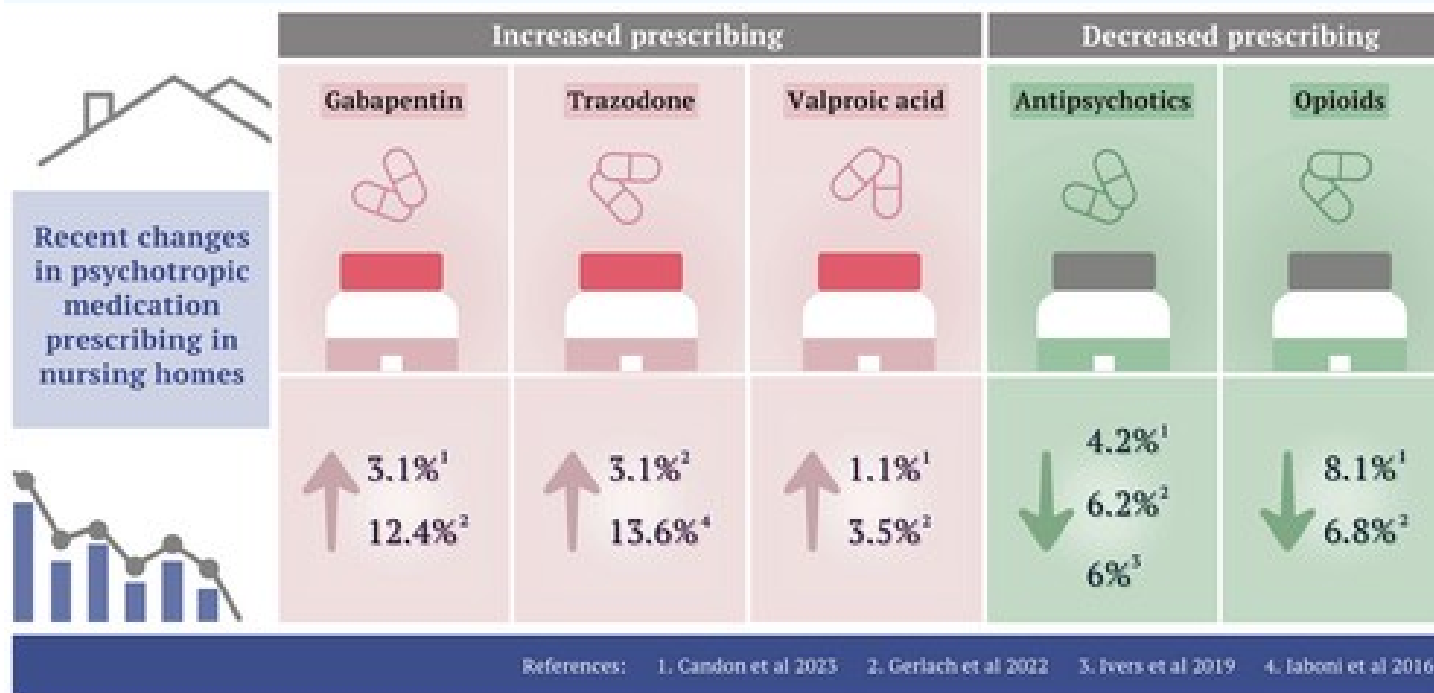 Increased prescribing
Decreased prescribing
Gabapentin
Trazodone
Valproic acid
Antipsychotics
Opioids
Recent changes
in psychotropic
medication
prescribing in
nursing homes
3.1%¹
12.4%²
3.1%²
13.6%⁴
1.1%¹
3.5%²
4.2%¹
6.2%²
6%³
8.1%¹
6.8%²
References: 1. Candon et al 2023 2. Gerlach et al 2022 3. Ivers et al 2019 4. Iaboni et al 2016